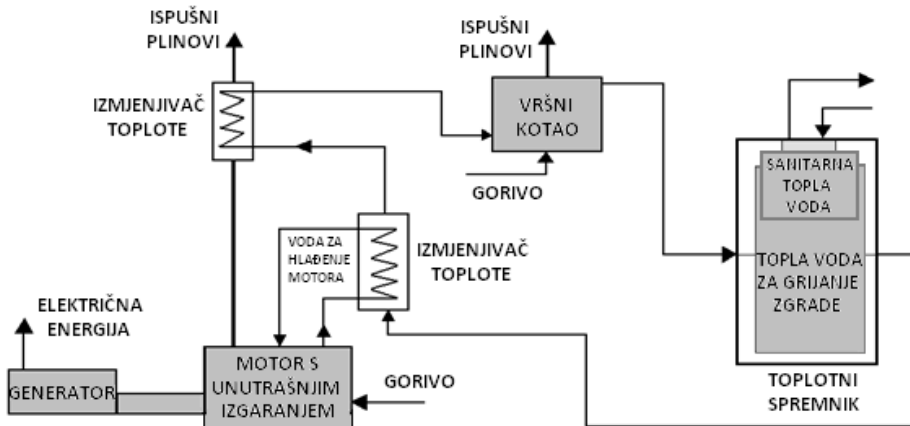 ISPUŠNI
PLINOVI
ISPUŠNI
PLINOVI
IZMJENJIVAČ
TOPLOTE
VRŠNI
KOTAO
GORIVO
SANITARNA
TOPLA
VODA
VODA ZA
HLAĐENJE
MOTORA
IZMJENJIVAČ
TOPLOTE
TOPLA VODA
ZA GRIJANJE
ZGRADE
ELEKTRIČNA
ENERGIJA
GENERATOR
MOTOR S
UNUTRAŠNJIM
IZGARANJEM
GORIVO
TOPLOTNI
SPREMNIK